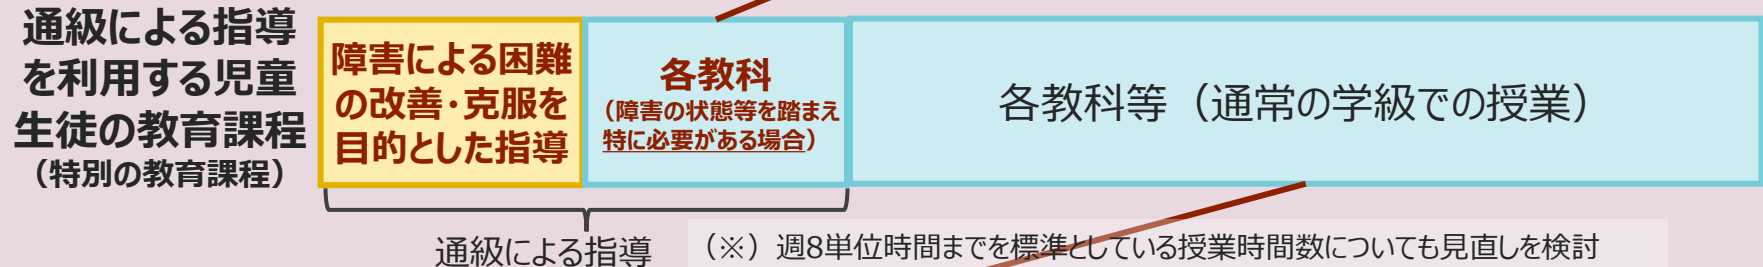 通級による指導
を利用する児童
生徒の教育課程
（特別の教育課程）
障害による困難
の改善・克服を
目的とした指導
各教科
（障害の状態等を踏まえ
特に必要がある場合）
各教科等（通常の学級での授業）
通級による指導
（※）週8単位時間までを標準としている授業時間数についても見直しを検討